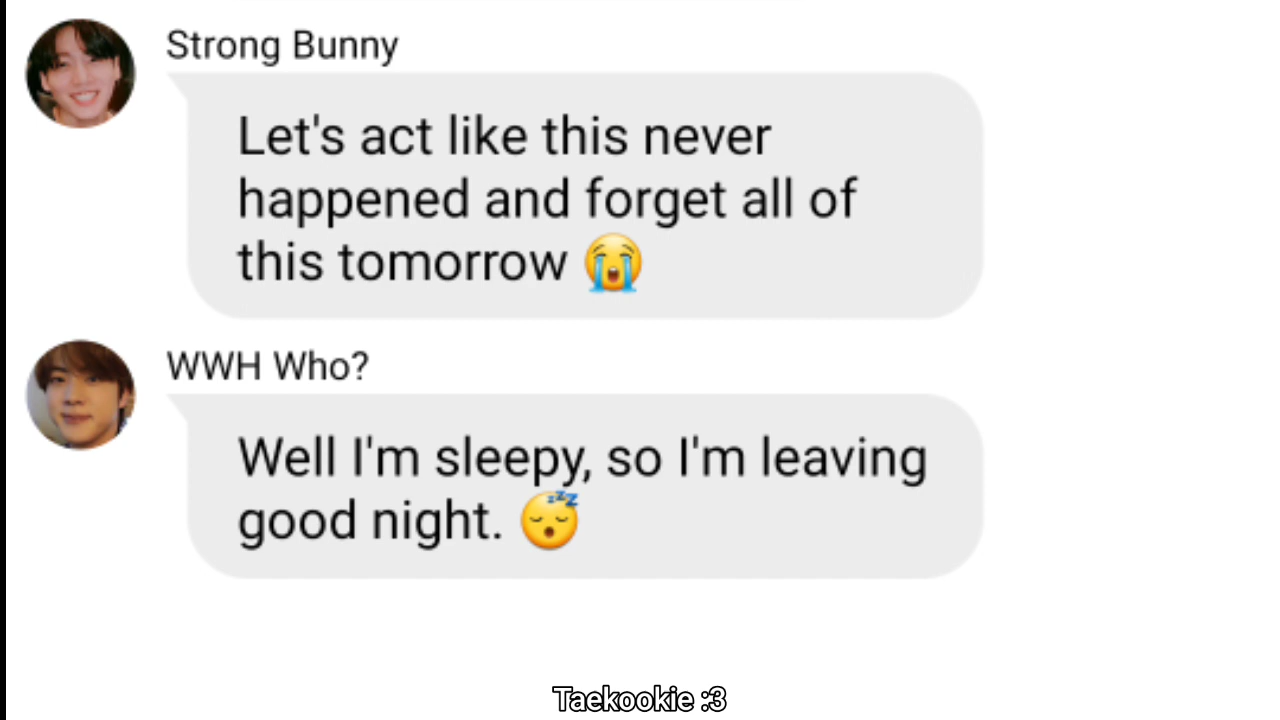 Strong Bunny
Let's act like this never
happened and forget all of
this tomorrow 😭
WWH Who?
Well I'm sleepy, so I'm leaving
good night. 😴
Taekookie :3